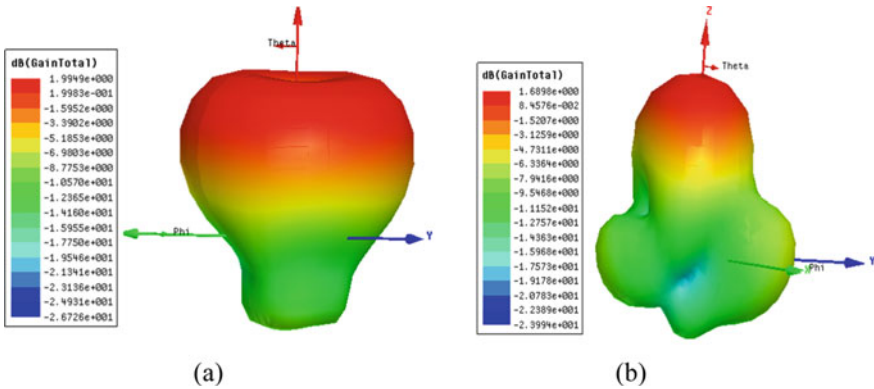 dB(GainTotal)
1.9949e+000
1.9983e-001
-1.5952e+000
-3.3902e+000
-5.1853e+000
-6.9803e+000
-8.7753e+000
-1.0570e+001
-1.2365e+001
-1.4160e+001
-1.5955e+001
-1.7750e+001
-1.9546e+001
-2.1341e+001
-2.3136e+001
-2.4931e+001
-2.6726e+001
Theta
Phi
Y
(a)
dB(GainTotal)
1.6898e+000
8.4576e-002
-1.5207e+000
-3.1259e+000
-4.7311e+000
-6.3364e+000
-7.9416e+000
-9.5468e+000
-1.1152e+001
-1.2757e+001
-1.4363e+001
-1.5968e+001
-1.7573e+001
-1.9178e+001
-2.0783e+001
-2.2389e+001
-2.3994e+001
Z
Theta
X
Phi
Y
(b)